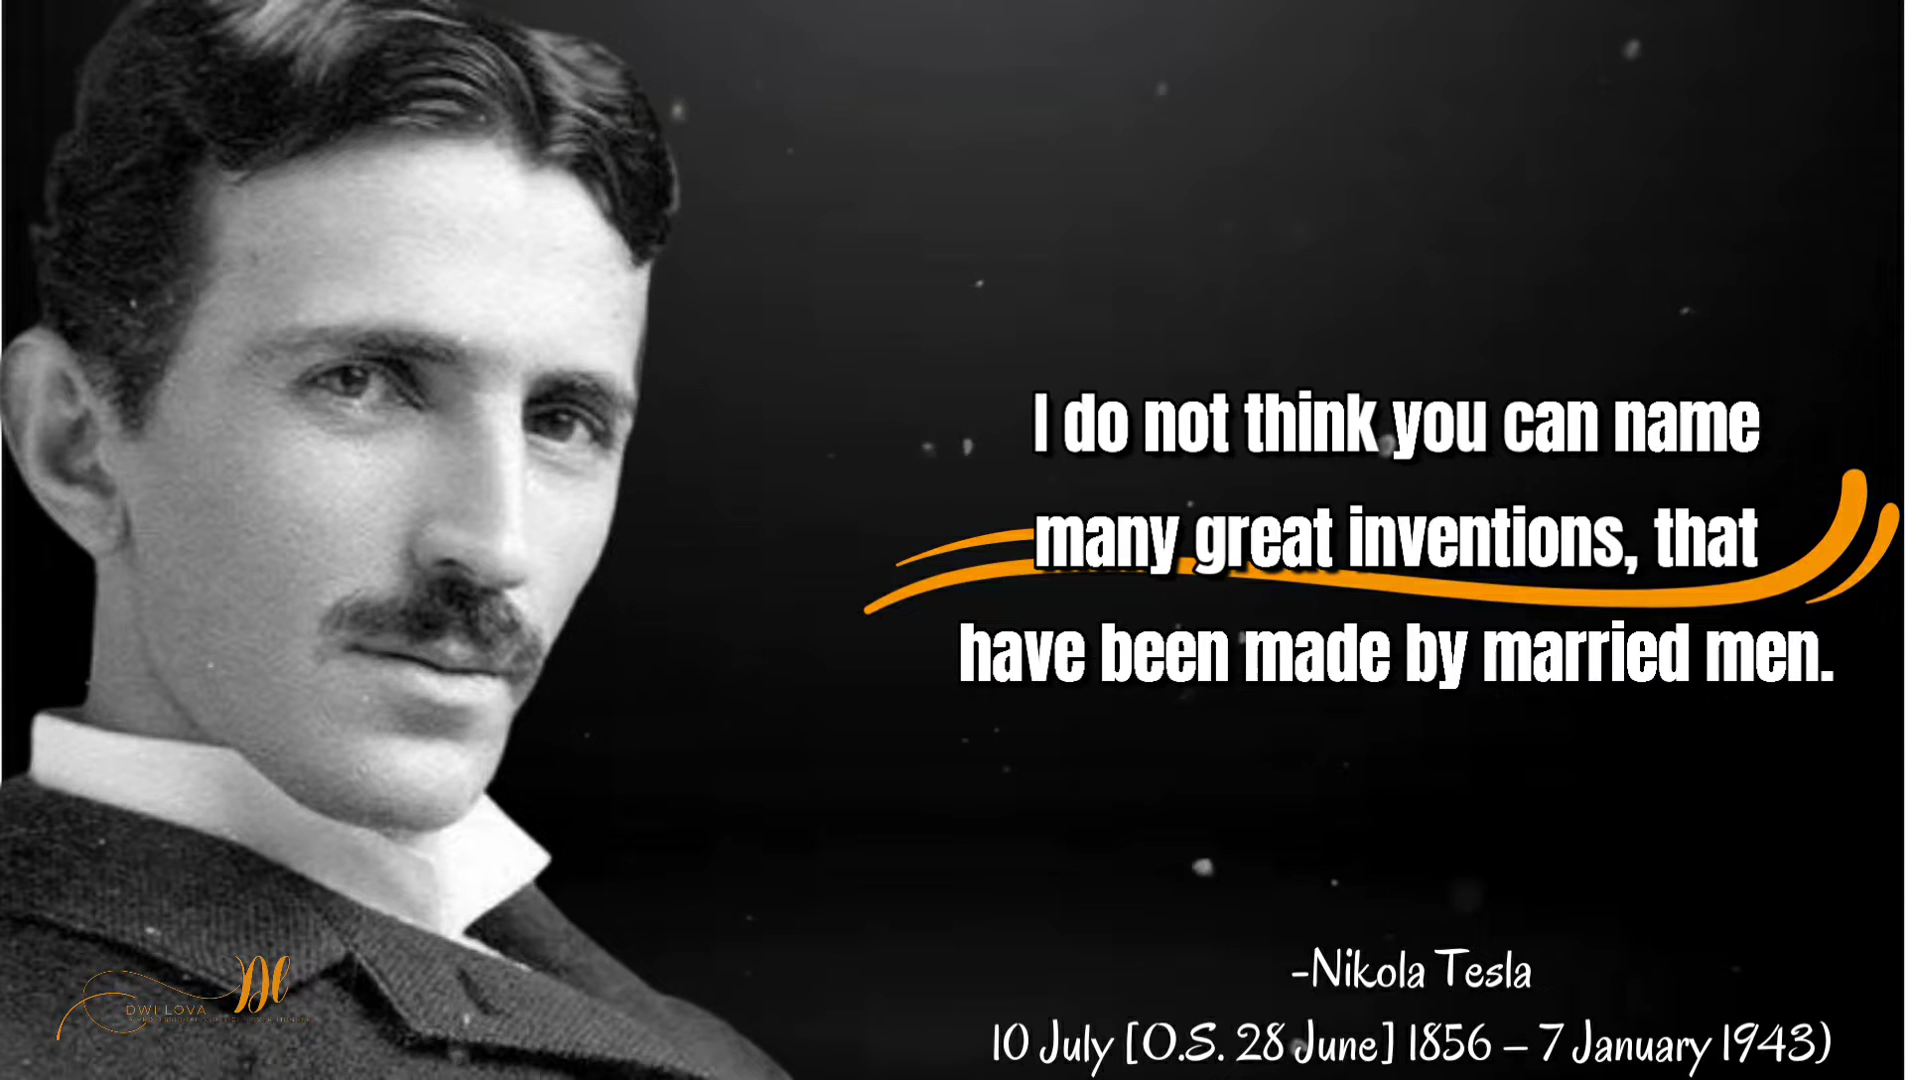 I do not think you can name
many great inventions, that
have been made by married men.
-Nikola Tesla
10 July [O.S. 28 June] 1856 – 7 January 1943)
Dl
DWI LOVA